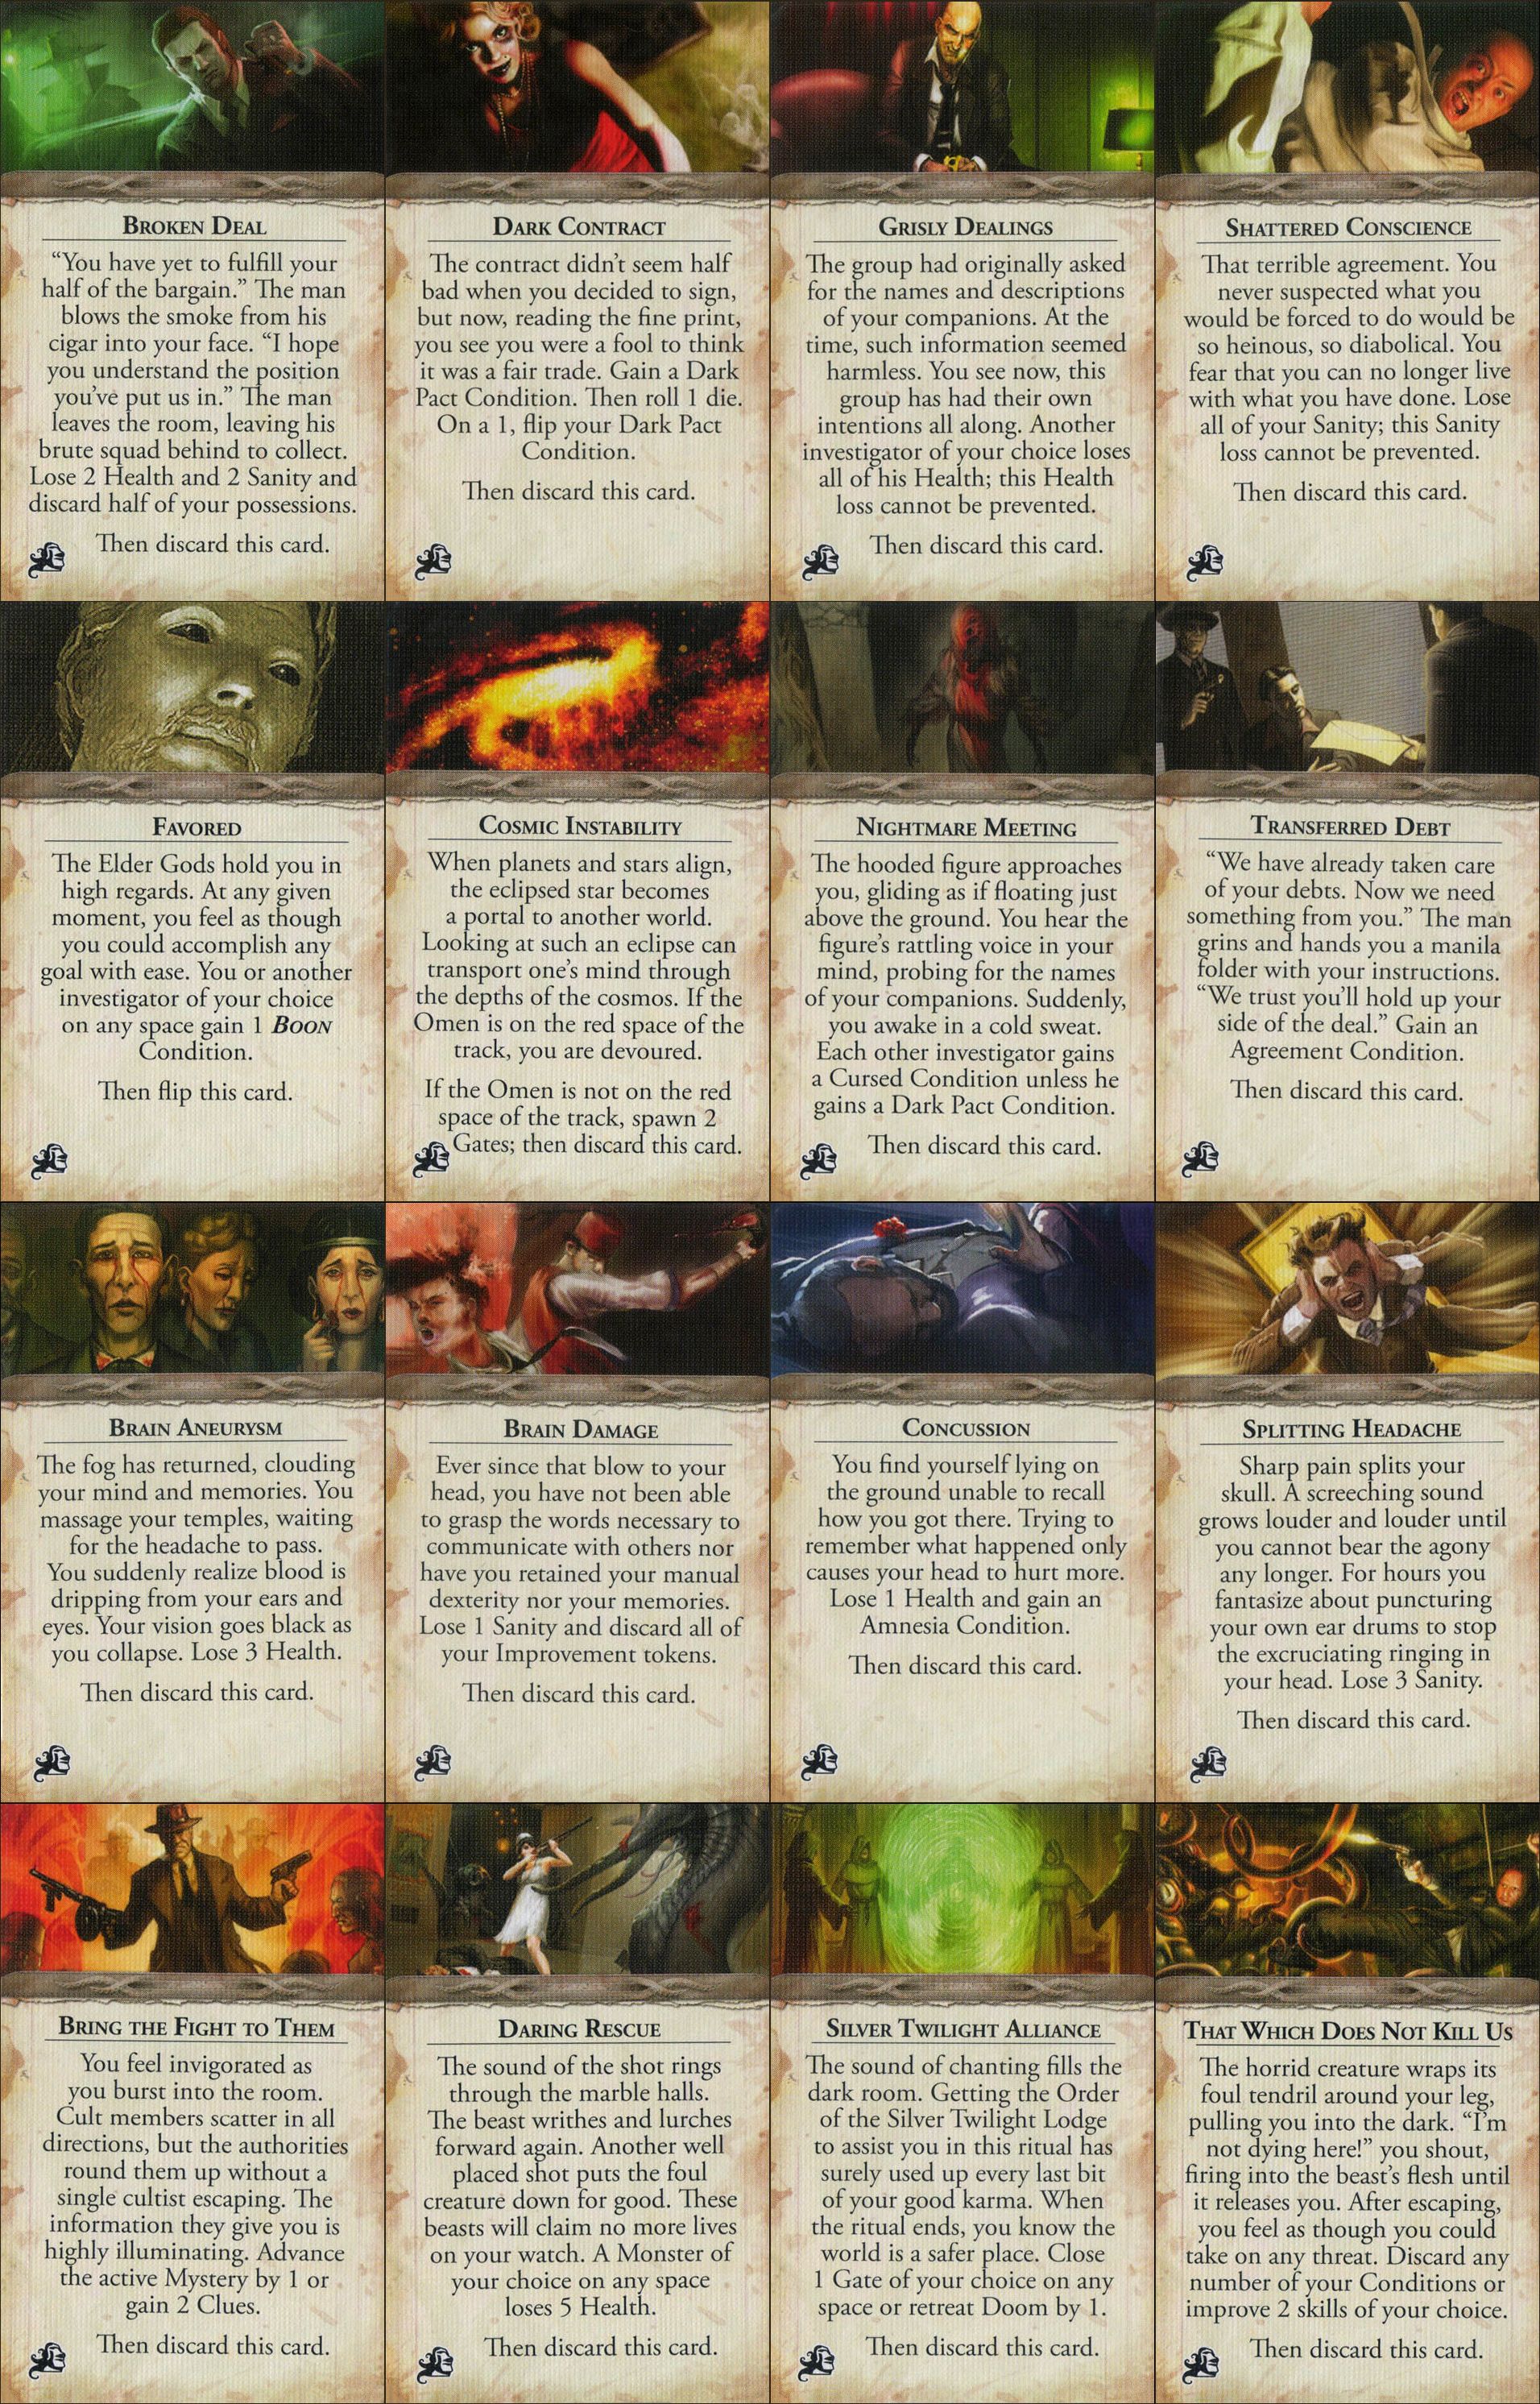 BROKEN DEAL
“You have yet to fulfill your
half of the bargain.” The man
blows the smoke from his
cigar into your face. “I hope
you understand the position
you’ve put us in.” The man
leaves the room, leaving his
brute squad behind to collect.
Lose 2 Health and 2 Sanity and
discard half of your possessions.
Then discard this card.
DARK CONTRACT
The contract didn’t seem half
bad when you decided to sign,
but now, reading the fine print,
you see you were a fool to think
it was a fair trade. Gain a Dark
Pact Condition. Then roll 1 die.
On a 1, flip your Dark Pact
Condition.
Then discard this card.
GRISLY DEALINGS
The group had originally asked
for the names and descriptions
of your companions. At the
time, such information seemed
harmless. You see now, this
group has had their own
intentions all along. Another
investigator of your choice loses
all of his Health; this Health
loss cannot be prevented.
Then discard this card.
SHATTERED CONSCIENCE
That terrible agreement. You
never suspected what you
would be forced to do would be
so heinous, so diabolical. You
fear that you can no longer live
with what you have done. Lose
all of your Sanity; this Sanity
loss cannot be prevented.
Then discard this card.
FAVORED
The Elder Gods hold you in
high regards. At any given
moment, you feel as though
you could accomplish any
goal with ease. You or another
investigator of your choice
on any space gain 1 BOON
Condition.
Then flip this card.
COSMIC INSTABILITY
When planets and stars align,
the eclipsed star becomes
a portal to another world.
Looking at such an eclipse can
transport one’s mind through
the depths of the cosmos. If the
Omen is on the red space of the
track, you are devoured.
If the Omen is not on the red
space of the track, spawn 2
Gates; then discard this card.
NIGHTMARE MEETING
The hooded figure approaches
you, gliding as if floating just
above the ground. You hear the
figure’s rattling voice in your
mind, probing for the names
of your companions. Suddenly,
you awake in a cold sweat.
Each other investigator gains
a Cursed Condition unless he
gains a Dark Pact Condition.
Then discard this card.
TRANSFERRED DEBT
“We have already taken care
of your debts. Now we need
something from you.” The man
grins and hands you a manila
folder with your instructions.
“We trust you’ll hold up your
side of the deal.” Gain an
Agreement Condition.
Then discard this card.
BRAIN ANEURYSM
The fog has returned, clouding
your mind and memories. You
massage your temples, waiting
for the headache to pass.
You suddenly realize blood is
dripping from your ears and
eyes. Your vision goes black as
you collapse. Lose 3 Health.
Then discard this card.
BRAIN DAMAGE
Ever since that blow to your
head, you have not been able
to grasp the words necessary to
communicate with others nor
have you retained your manual
dexterity nor your memories.
Lose 1 Sanity and discard all of
your Improvement tokens.
Then discard this card.
CONCUSSION
You find yourself lying on
the ground unable to recall
how you got there. Trying to
remember what happened only
causes your head to hurt more.
Lose 1 Health and gain an
Amnesia Condition.
Then discard this card.
SPLITTING HEADACHE
Sharp pain splits your
skull. A screeching sound
grows louder and louder until
you cannot bear the agony
any longer. For hours you
fantasize about puncturing
your own ear drums to stop
the excruciating ringing in
your head. Lose 3 Sanity.
Then discard this card.
BRING THE FIGHT TO THEM
You feel invigorated as
you burst into the room.
Cult members scatter in all
directions, but the authorities
round them up without a
single cultist escaping. The
information they give you is
highly illuminating. Advance
the active Mystery by 1 or
gain 2 Clues.
Then discard this card.
DARING RESCUE
The sound of the shot rings
through the marble halls.
The beast writhes and lurches
forward again. Another well
placed shot puts the foul
creature down for good. These
beasts will claim no more lives
on your watch. A Monster of
your choice on any space
loses 5 Health.
Then discard this card.
SILVER TWILIGHT ALLIANCE
The sound of chanting fills the
dark room. Getting the Order
of the Silver Twilight Lodge
to assist you in this ritual has
surely used up every last bit
of your good karma. When
the ritual ends, you know the
world is a safer place. Close
1 Gate of your choice on any
space or retreat Doom by 1.
Then discard this card.
THAT WHICH DOES NOT KILL US
The horrid creature wraps its
foul tendril around your leg,
pulling you into the dark. “I’m
not dying here!” you shout,
firing into the beast’s flesh until
it releases you. After escaping,
you feel as though you could
take on any threat. Discard any
number of your Conditions or
improve 2 skills of your choice.
Then discard this card.